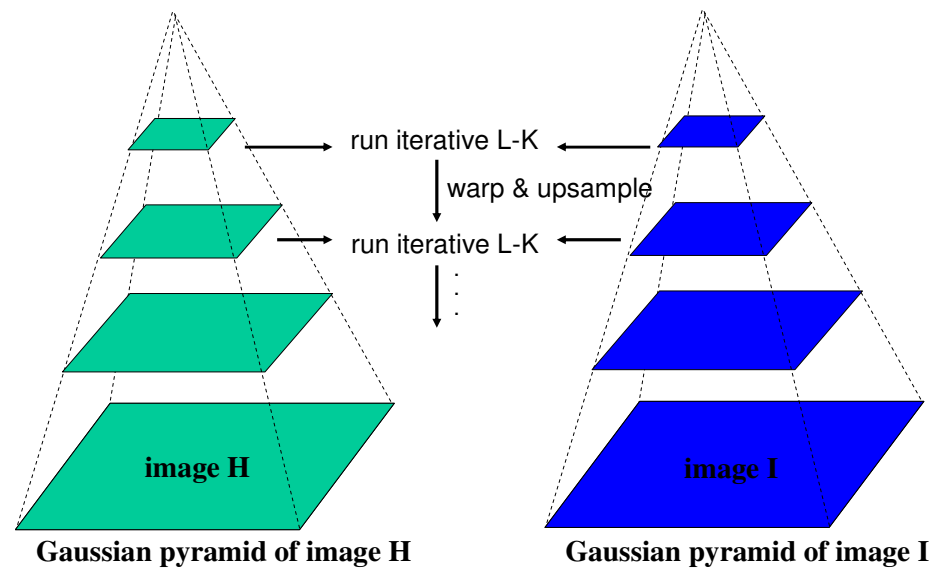 run iterative L-K
warp & upsample
run iterative L-K
.
.
.
image H
image I
Gaussian pyramid of image H
Gaussian pyramid of image I